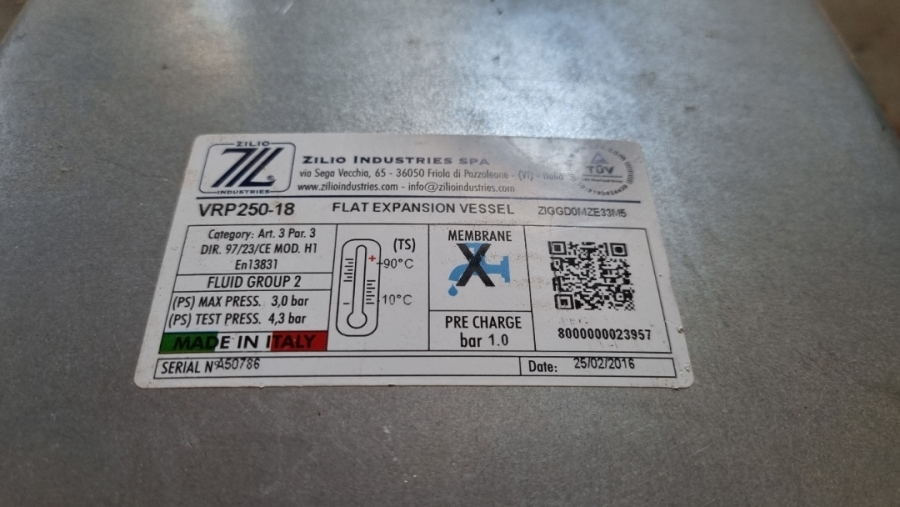 ZILIO
INDUSTRIES
ZILIO INDUSTRIES SPA
via Sega Vecchia, 65 - 36050 Friola di Pozzoleone - (VI) - Italia
www.zilioindustries.com - info@zilioindustries.com
TÜV
VRP250-18 FLAT EXPANSION VESSEL ZIGGD0MZE33M5
Category: Art. 3 Par. 3
DIR. 97/23/CE MOD. H1
En13831
FLUID GROUP 2
(PS) MAX PRESS. 3,0 bar
(PS) TEST PRESS. 4,3 bar
MADE IN ITALY
(TS)
+
90°C
10°C
MEMBRANE
X
PRE CHARGE
bar 1.0
8000000023957
SERIAL N°A50786
Date: 25/02/2016